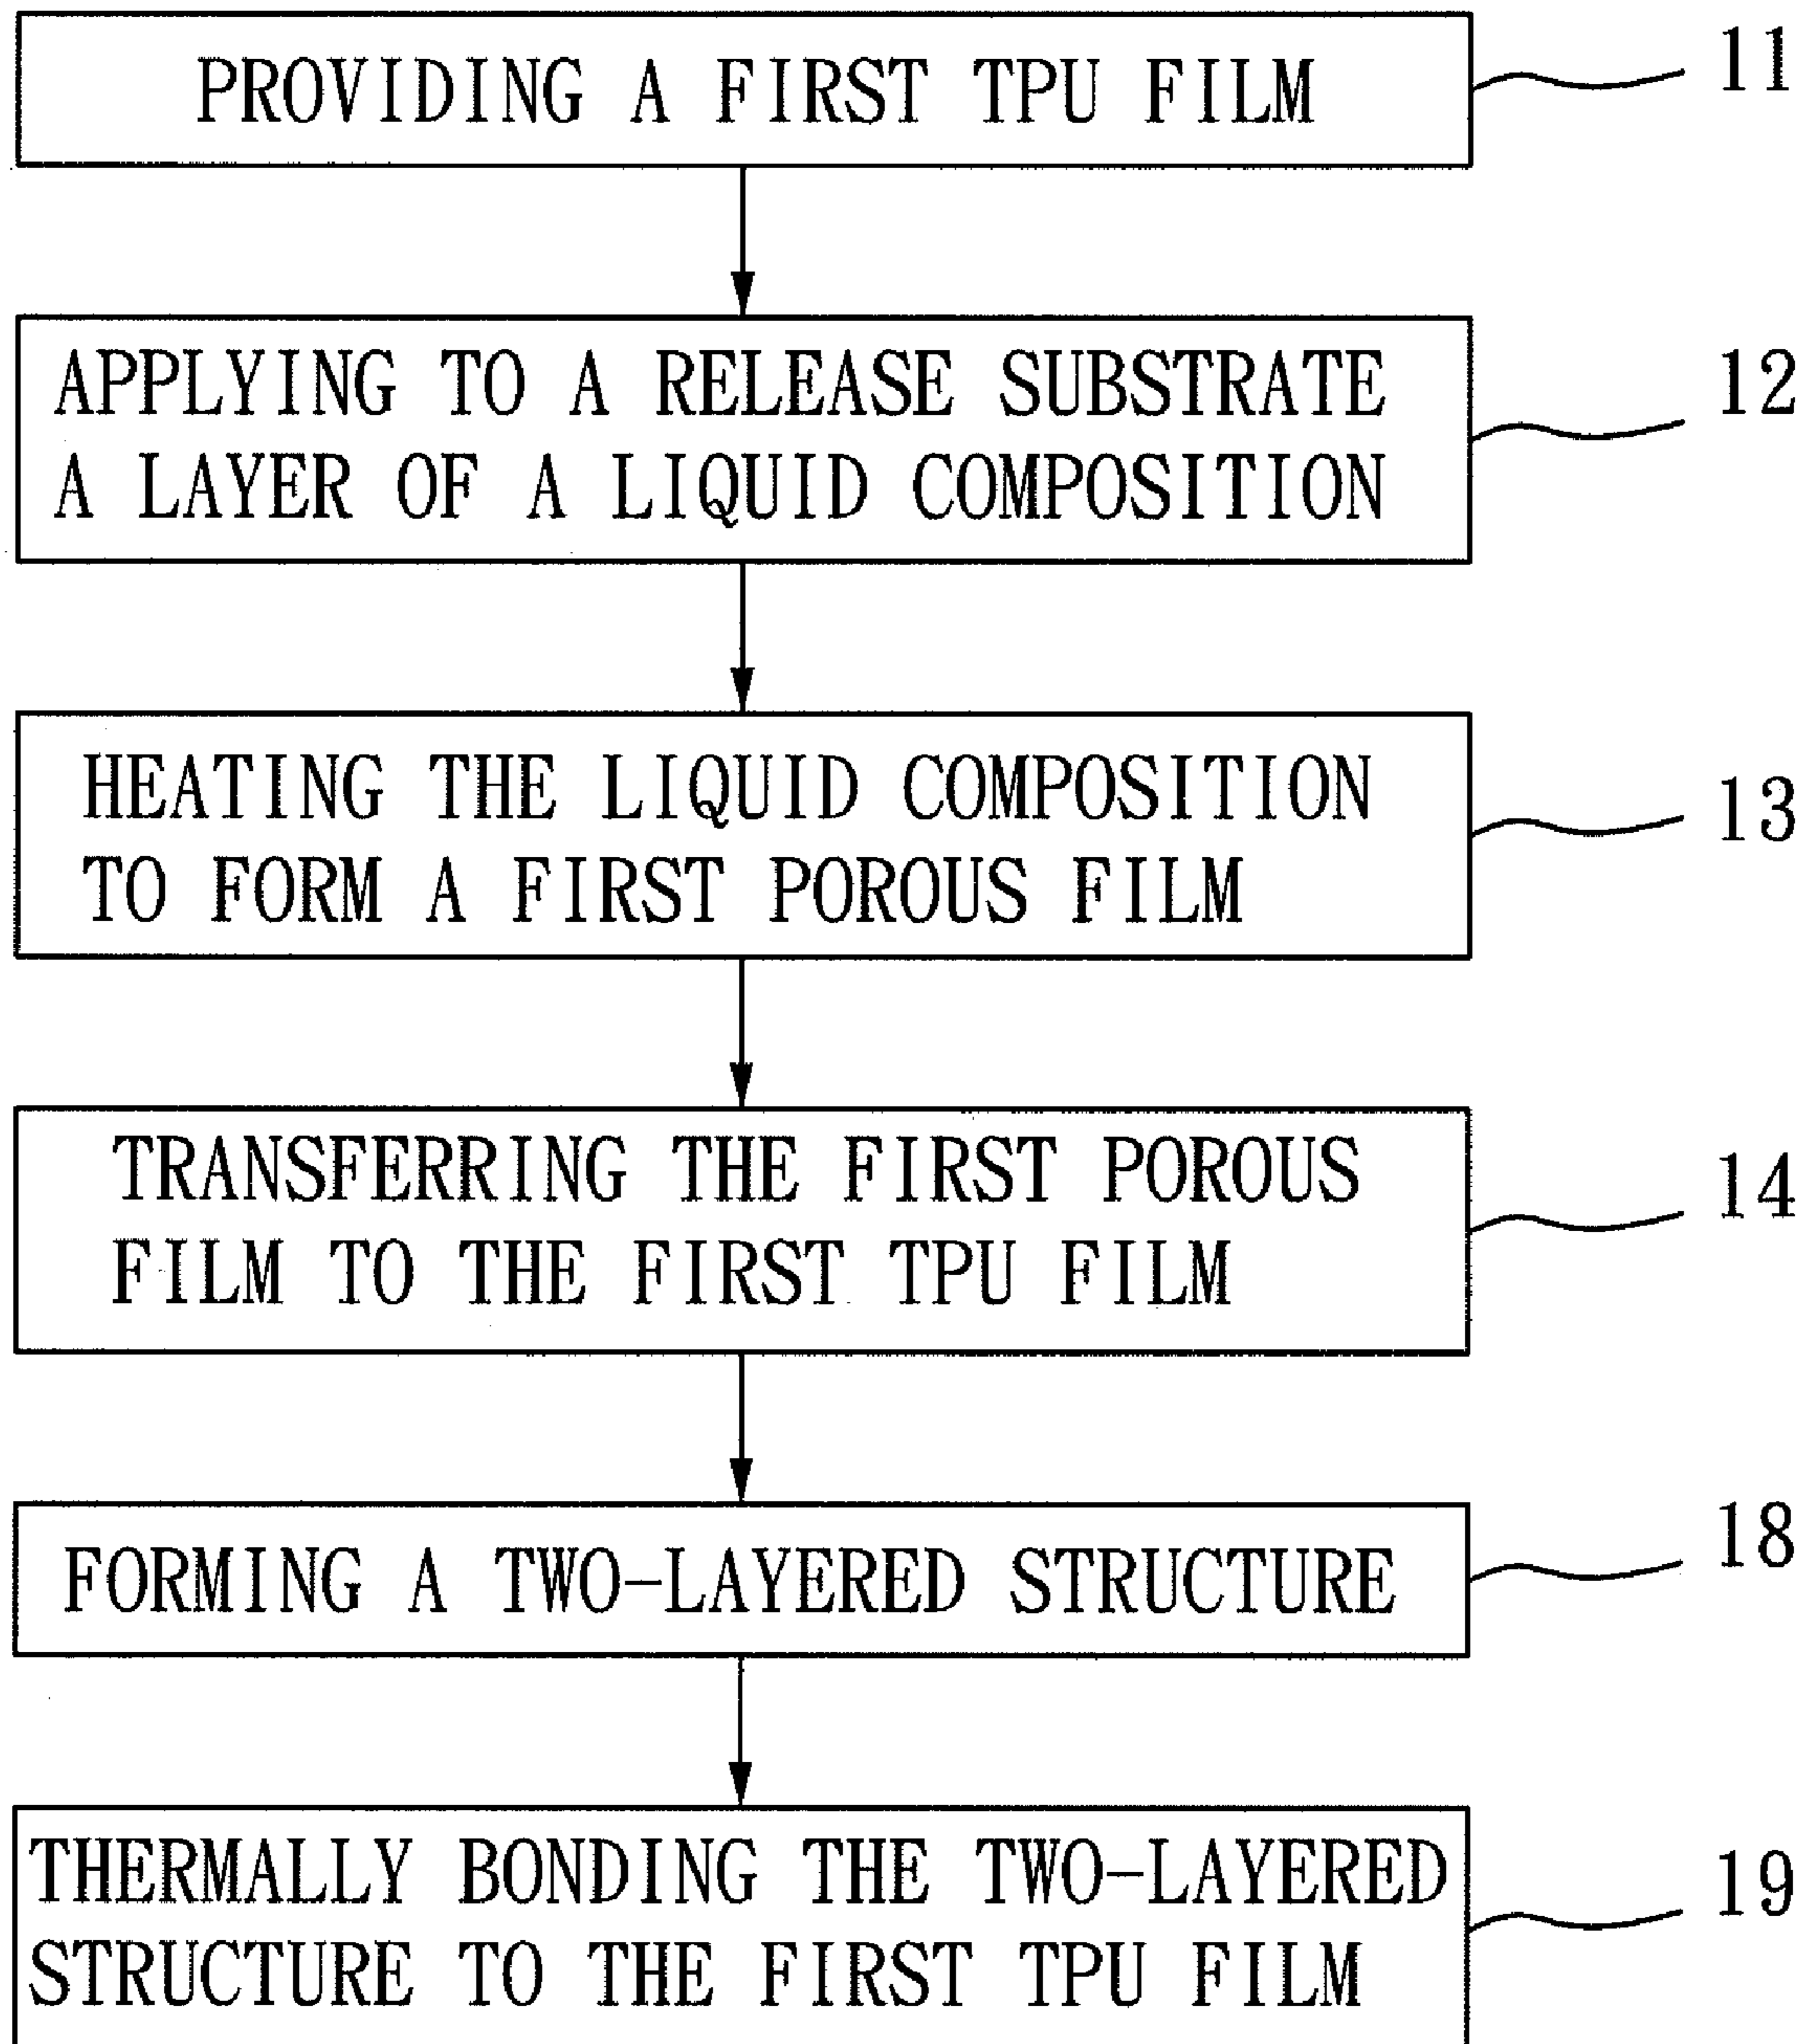 PROVIDING A FIRST TPU FILM
11
APPLYING TO A RELEASE SUBSTRATE
A LAYER OF A LIQUID COMPOSITION
12
HEATING THE LIQUID COMPOSITION
TO FORM A FIRST POROUS FILM
13
TRANSFERRING THE FIRST POROUS
FILM TO THE FIRST TPU FILM
14
FORMING A TWO-LAYERED STRUCTURE
18
THERMALLY BONDING THE TWO-LAYERED
STRUCTURE TO THE FIRST TPU FILM
19